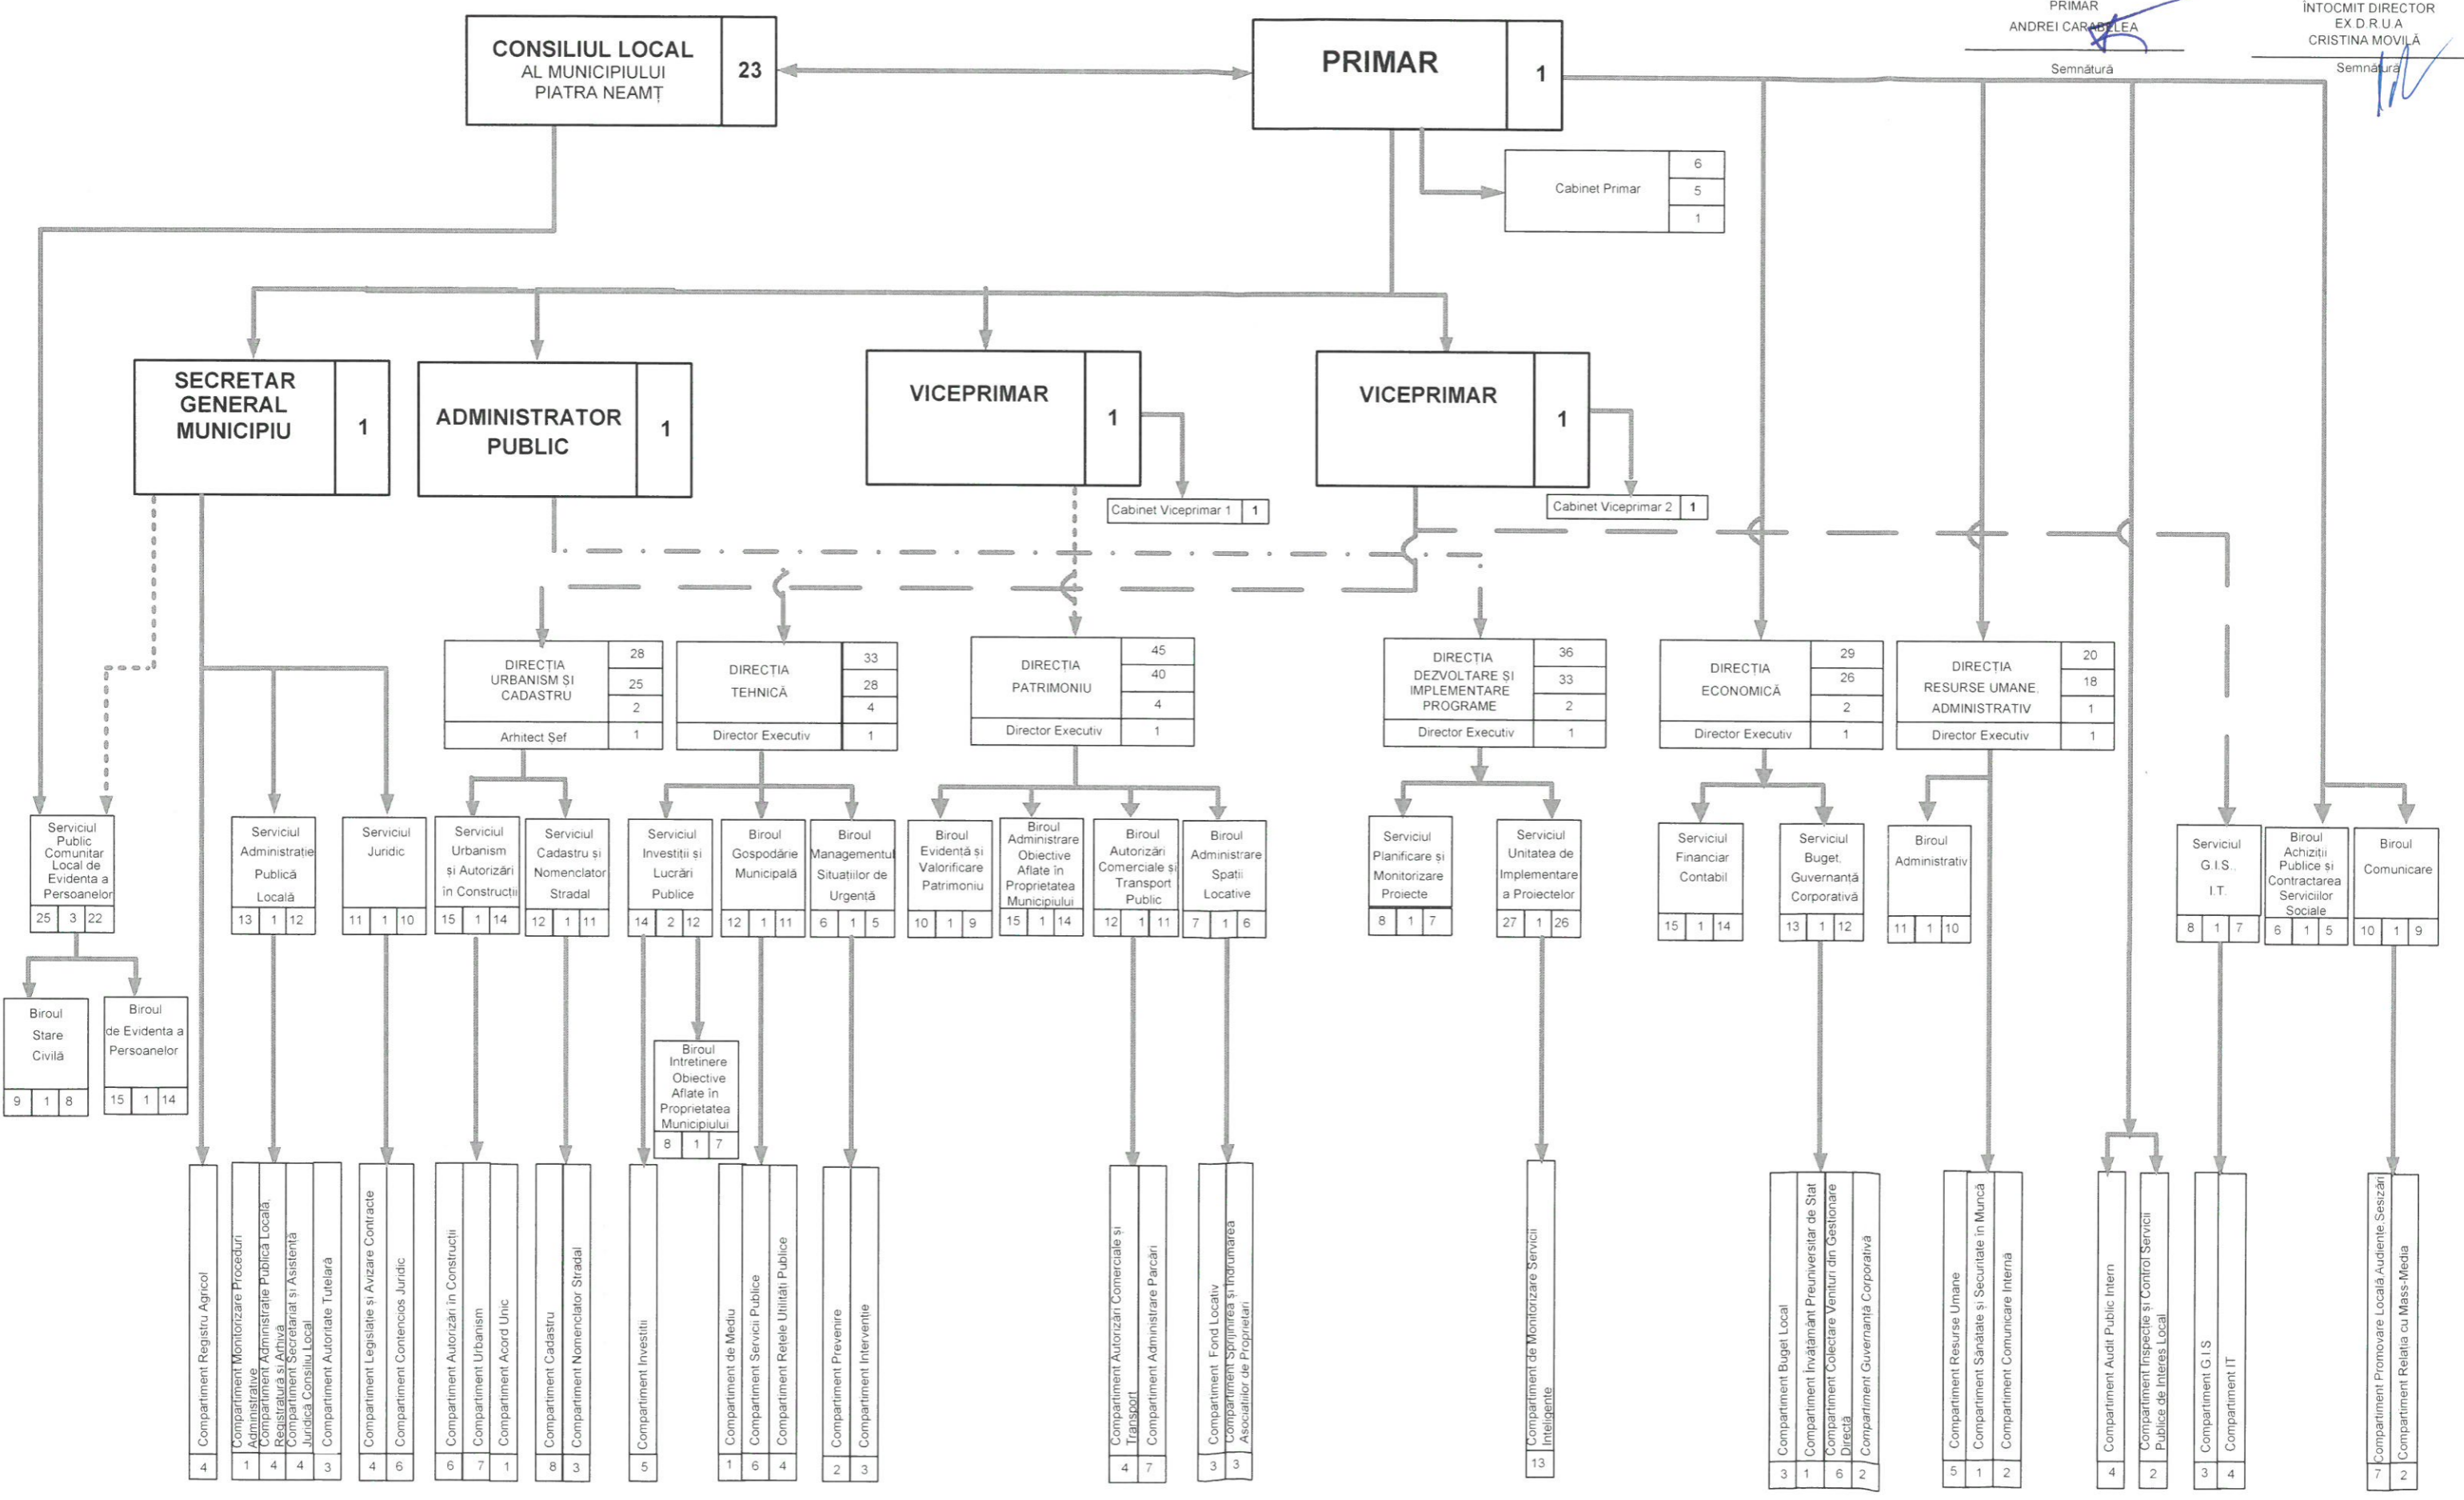 PRIMAR
ANDREI CARABELEA
Semnătură
ÎNTOCMIT DIRECTOR
EX.D.R.U.A
CRISTINA MOVILĂ
Semnătură
CONSILIUL LOCAL
AL MUNICIPIULUI
PIATRA NEAMȚ
23
PRIMAR
1
Cabinet Primar
6
5
1
SECRETAR
GENERAL
MUNICIPIU
1
ADMINISTRATOR
PUBLIC
1
VICEPRIMAR
1
VICEPRIMAR
1
Cabinet Viceprimar 1 1
Cabinet Viceprimar 2 1
DIRECȚIA
URBANISM ȘI
CADASTRU
28
25
2
Arhitect Șef 1
DIRECȚIA
TEHNICĂ
33
28
4
Director Executiv 1
DIRECȚIA
PATRIMONIU
45
40
4
Director Executiv 1
DIRECȚIA
DEZVOLTARE ȘI
IMPLEMENTARE
PROGRAME
36
33
2
Director Executiv 1
DIRECȚIA
ECONOMICĂ
29
26
2
Director Executiv 1
DIRECȚIA
RESURSE UMANE.
ADMINISTRATIV
20
18
1
Director Executiv 1
Serviciul
Public
Comunitar
Local de
Evidenta a
Persoanelor
25 3 22
Serviciul
Administrație
Publică
Locală
13 1 12
Serviciul
Juridic
11 1 10
Serviciul
Urbanism
și Autorizări
în Construcții
15 1 14
Serviciul
Cadastru și
Nomenclator
Stradal
12 1 11
Serviciul
Investiții și
Lucrări
Publice
14 2 12
Biroul
Gospodărie
Municipală
12 1 11
Biroul
Managementul
Situațiilor de
Urgență
6 1 5
Biroul
Evidență și
Valorificare
Patrimoniu
10 1 9
Biroul
Administrare
Obiective
Aflate în
Proprietatea
Municipiului
15 1 14
Biroul
Autorizări
Comerciale și
Transport
Public
12 1 11
Biroul
Administrare
Spatii
Locative
7 1 6
Serviciul
Planificare și
Monitorizare
Proiecte
8 1 7
Serviciul
Unitatea de
Implementare
a Proiectelor
27 1 26
Serviciul
Financiar
Contabil
15 1 14
Serviciul
Buget.
Guvernanță
Corporativă
13 1 12
Biroul
Administrativ
11 1 10
Serviciul
G.I.S..
I.T.
8 1 7
Biroul
Achiziții
Publice și
Contractarea
Serviciilor
Sociale
6 1 5
Biroul
Comunicare
10 1 9
Biroul
Stare
Civilă
9 1 8
Biroul
de Evidenta a
Persoanelor
15 1 14
Biroul
Intretinere
Obiective
Aflate în
Proprietatea
Municipiului
8 1 7
Compartiment Registru Agricol
4
Compartiment Monitorizare Proceduri
Administrative
1
Compartiment Administrație Publică Locală.
Registratură și Arhivă
4
Compartiment Secretariat și Asistență
Juridică Consiliu Local
4
Compartiment Autoritate Tutelară
3
Compartiment Legislație și Avizare Contracte
4
Compartiment Contencios Juridic
6
Compartiment Autorizări în Construcții
6
Compartiment Urbanism
7
Compartiment Acord Unic
1
Compartiment Cadastru
8
Compartiment Nomenclator Stradal
3
Compartiment Investitii
5
Compartiment de Mediu
1
Compartiment Servicii Publice
6
Compartiment Rețele Utilități Publice
4
Compartiment Prevenire
2
Compartiment Intervenție
3
Compartiment Autorizări Comerciale și
Transport
4
Compartiment Administrare Parcări
7
Compartiment Fond Locativ
3
Compartiment Sprijinirea și Îndrumarea
Asociatiilor de Proprietari
3
Compartiment de Monitorizare Servicii
Inteligente
13
Compartiment Buget Local
3
Compartiment Învățământ Preuniversitar de Stat
1
Compartiment Colectare Venituri din Gestionare
Directă
6
Compartiment Guvernanță Corporativă
2
Compartiment Resurse Umane
5
Compartiment Sănătate și Securitate în Muncă
1
Compartiment Comunicare Internă
2
Compartiment Audit Public Intern
4
Compartiment Inspecție și Control Servicii
Publice de Interes Local
2
Compartiment G.I.S
3
Compartiment IT
4
Compartiment Promovare Locală.Audiențe.Sesizări
7
Compartiment Relația cu Mass-Media
2